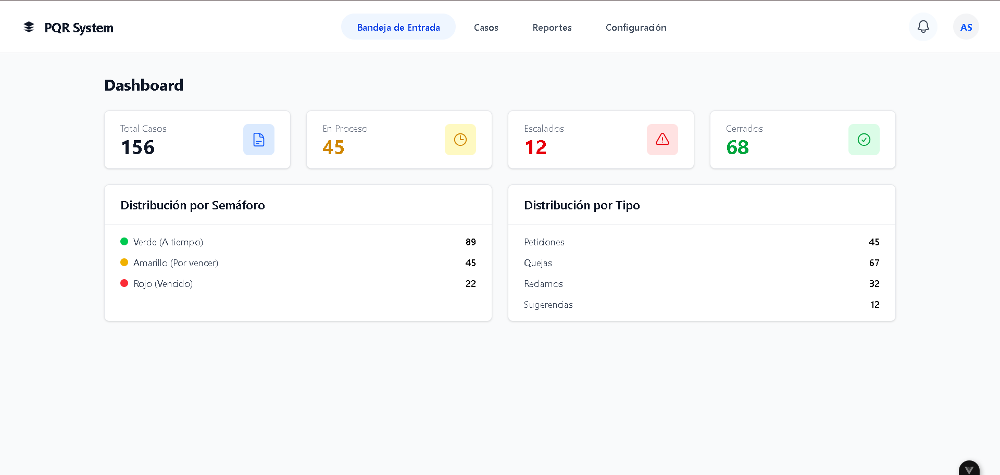 PQR System
Bandeja de Entrada
Casos
Reportes
Configuración
AS
Dashboard
Total Casos
156
En Proceso
45
Escalados
12
Cerrados
68
Distribución por Semáforo
Verde (A tiempo) 89
Amarillo (Por vencer) 45
Rojo (Vencido) 22
Distribución por Tipo
Peticiones 45
Quejas 67
Reclamos 32
Sugerencias 12